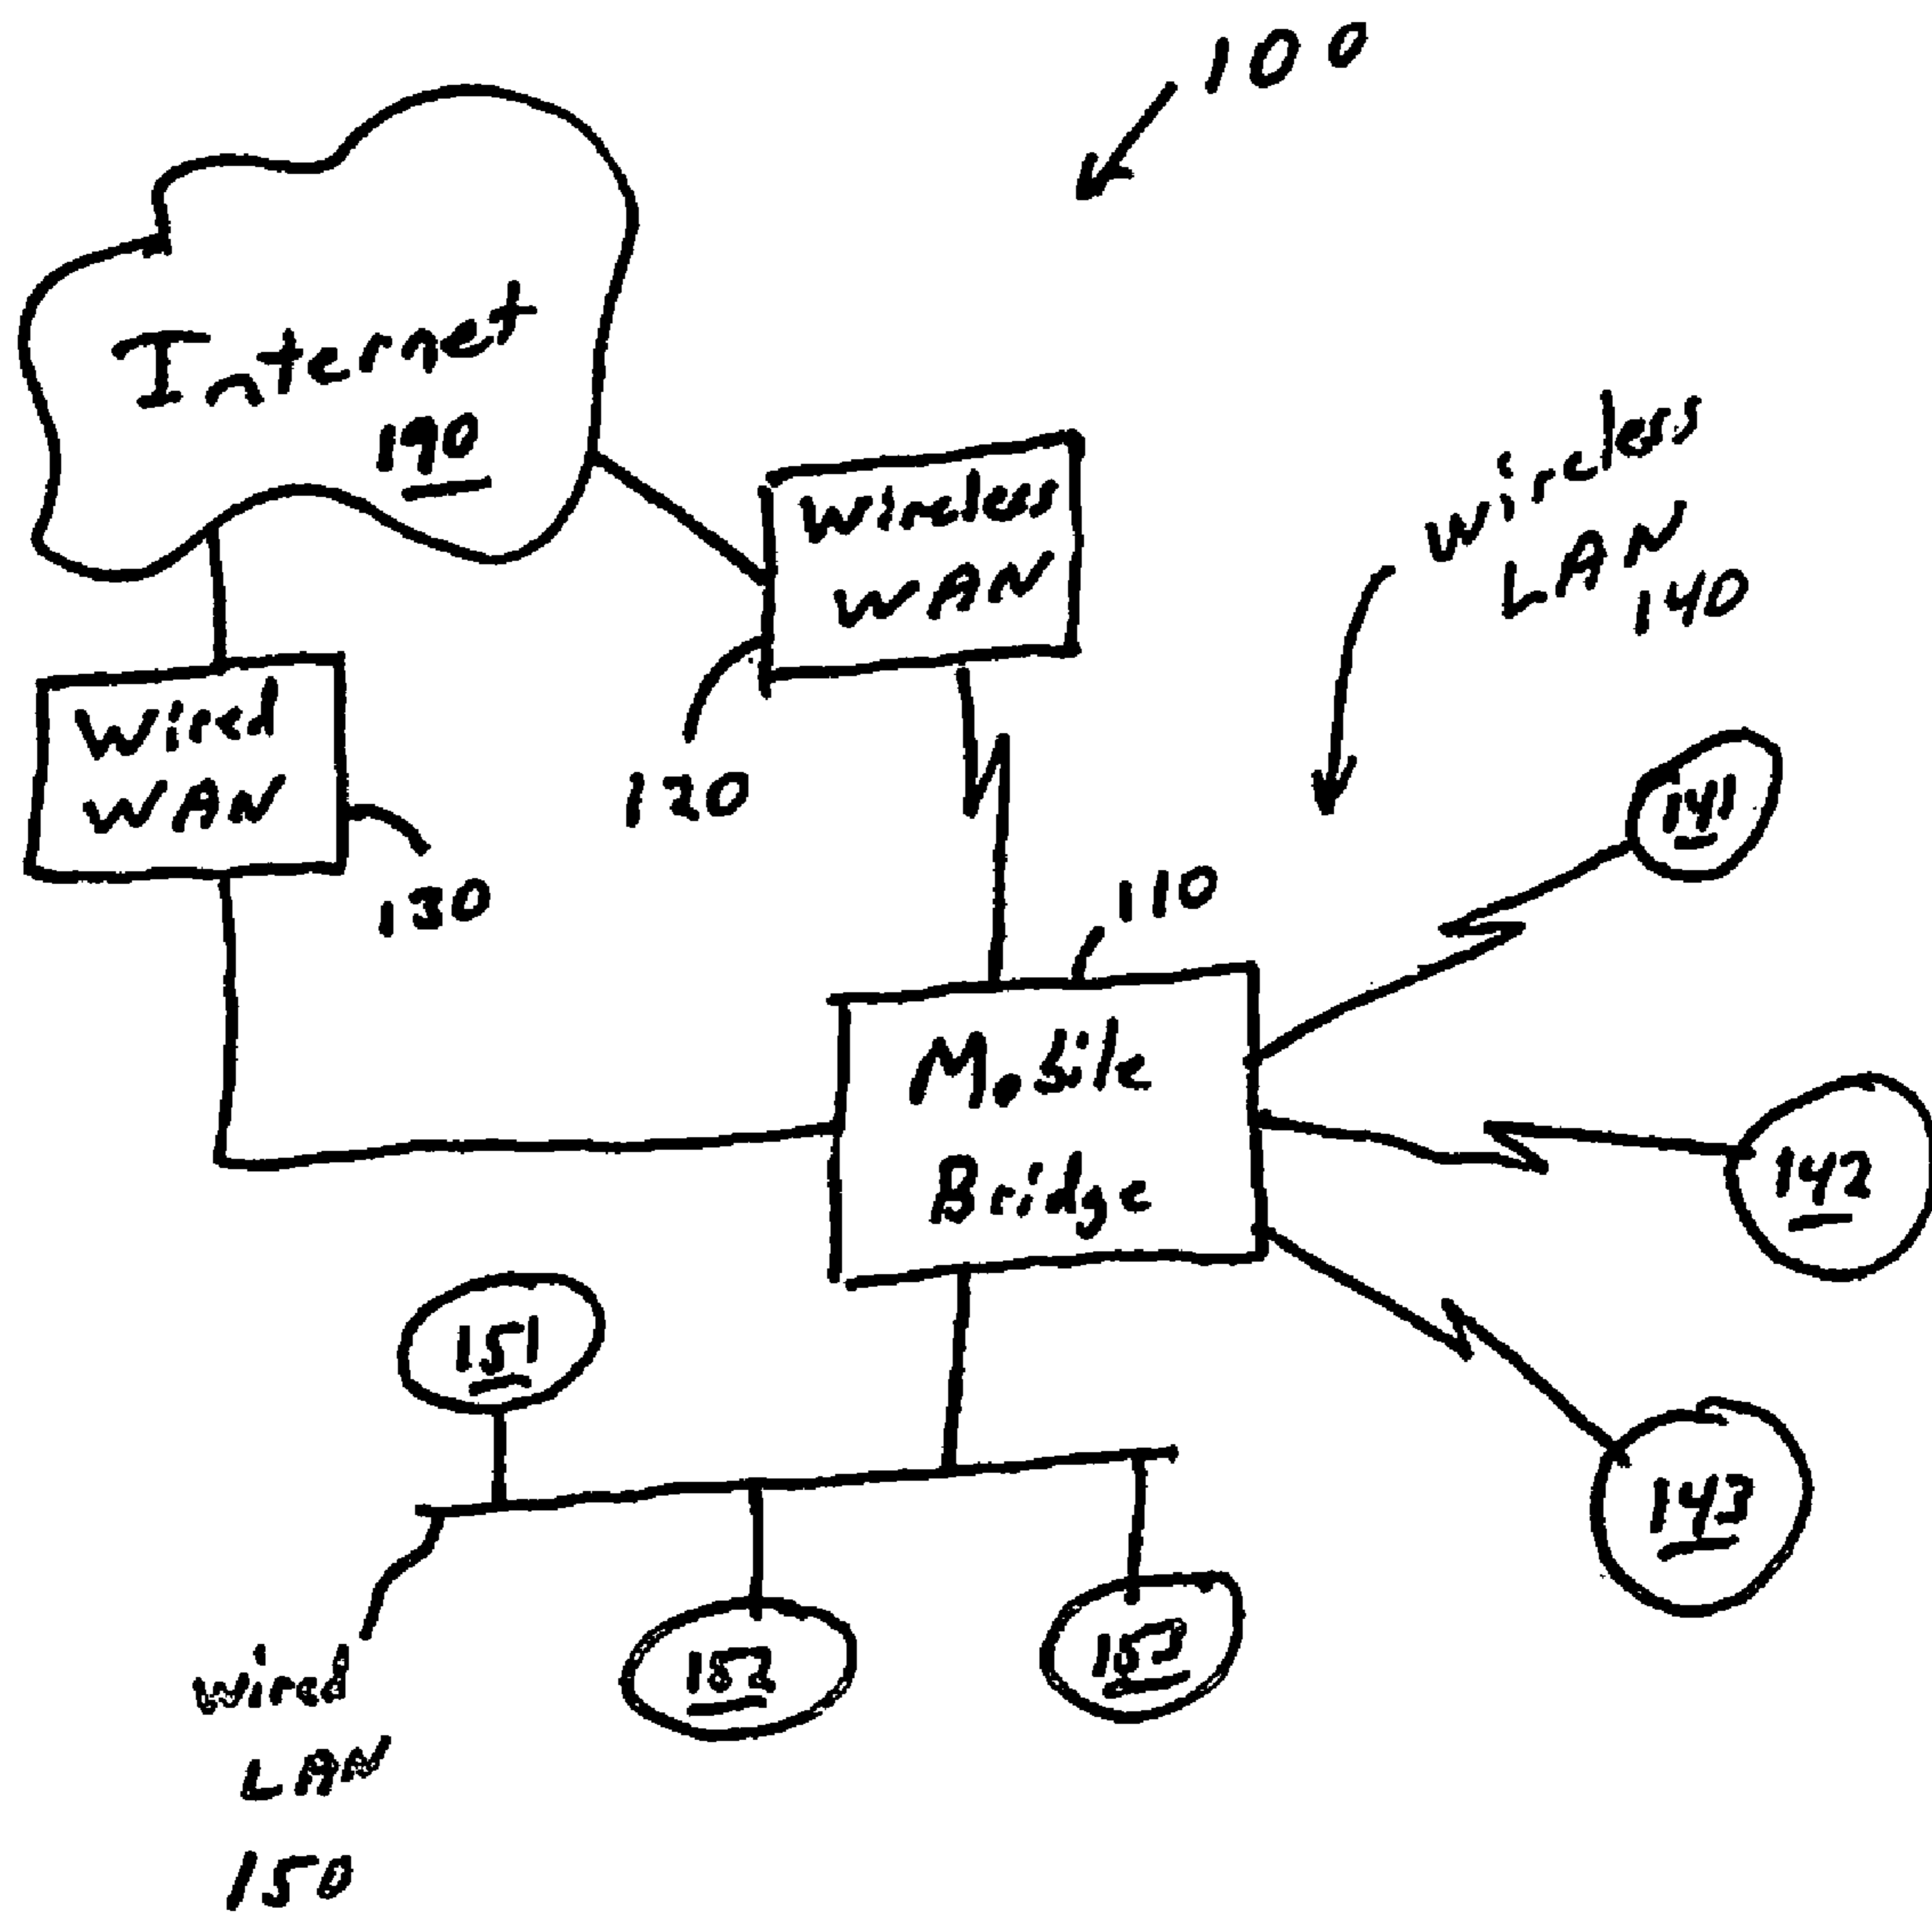 100
Internet
190
Wireless
WAN
wireless
LAN
140
Wired
WAN
120
141
130
110
Mobile
Bridge
142
151
143
152
153
wired
LAN
150